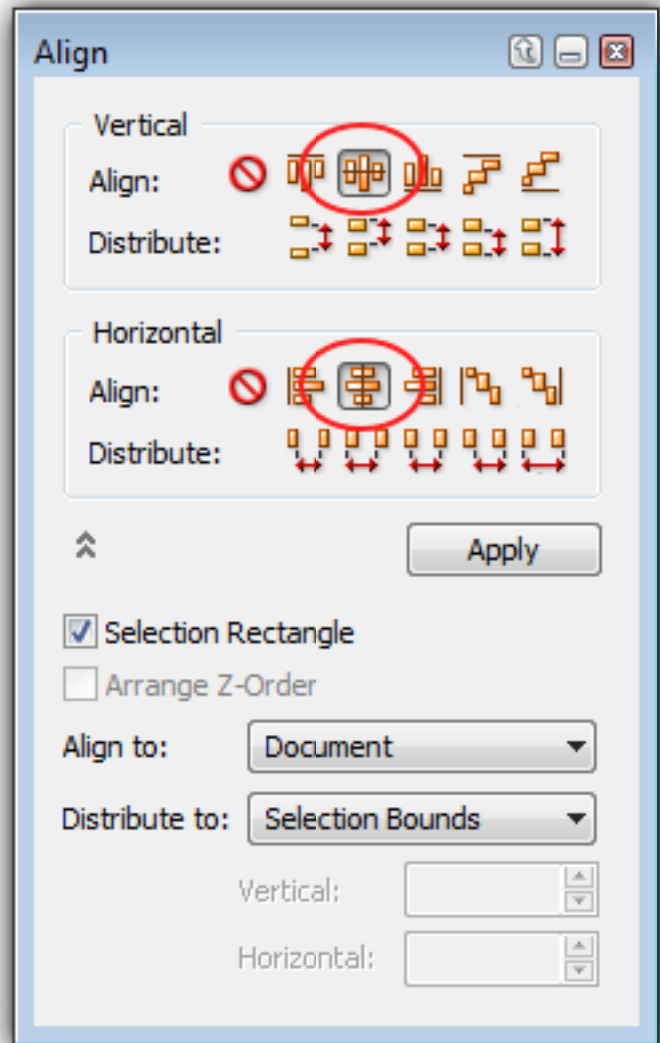 Align
Vertical
Align:
Distribute:
Horizontal
Align:
Distribute:
Apply
Selection Rectangle
Arrange Z-Order
Align to: Document
Distribute to: Selection Bounds
Vertical:
Horizontal: